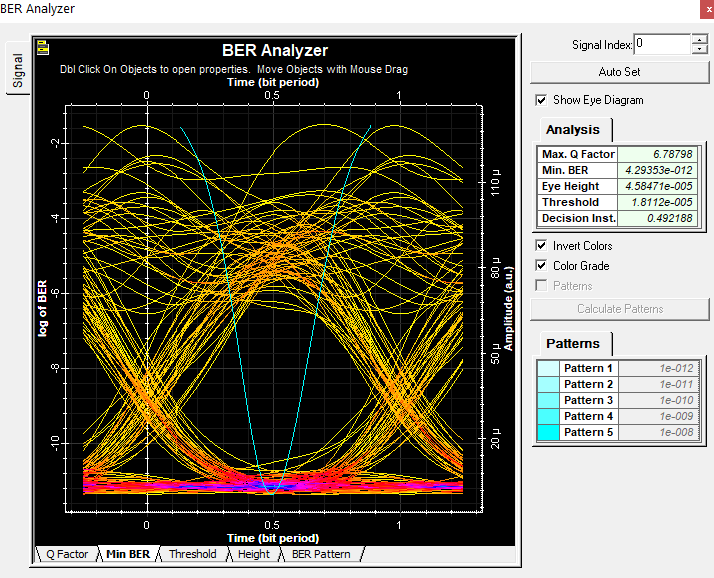 BER Analyzer
x
Signal
BER Analyzer
Dbl Click On Objects to open properties. Move Objects with Mouse Drag
Time (bit period)
0 0.5 1
log of BER
-2
-4
-6
-8
-10
Amplitude (a.u.)
110 µ
80 µ
50 µ
20 µ
0 0.5 1
Time (bit period)
Q Factor Min BER Threshold Height BER Pattern
Signal Index: 0
Auto Set
Show Eye Diagram
Analysis
Max. Q Factor 6.78798
Min. BER 4.29353e-012
Eye Height 4.58471e-005
Threshold 1.8112e-005
Decision Inst. 0.492188
Invert Colors
Color Grade
Patterns
Calculate Patterns
Patterns
Pattern 1 1e-012
Pattern 2 1e-011
Pattern 3 1e-010
Pattern 4 1e-009
Pattern 5 1e-008